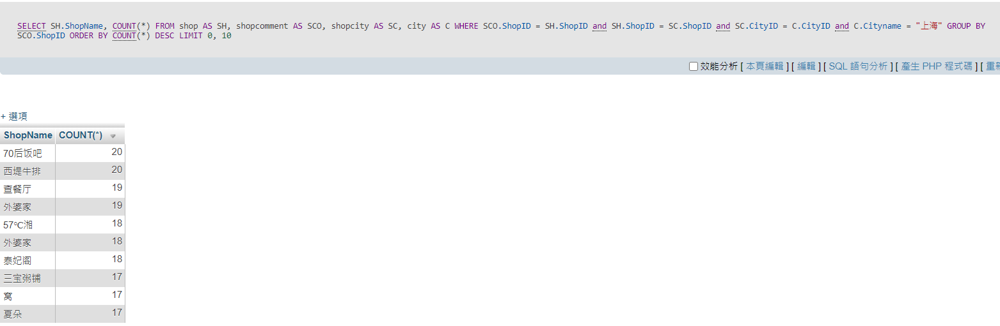 SELECT SH.ShopName, COUNT(*) FROM shop AS SH, shopcomment AS SCO, shopcity AS SC, city AS C WHERE SCO.ShopID = SH.ShopID and SH.ShopID = SC.ShopID and SC.CityID = C.CityID and C.Cityname = "上海" GROUP BY
SCO.ShopID ORDER BY COUNT(*) DESC LIMIT 0, 10
效能分析 [ 本頁編輯 ] [ 編輯 ] [ SQL 語句分析 ] [ 產生 PHP 程式碼 ] [ 重新
+ 選項
ShopName COUNT(*)
70后饭吧 20
西堤牛排 20
查餐厅 19
外婆家 19
57℃湘 18
外婆家 18
泰妃阁 18
三宝粥铺 17
窝 17
夏朵 17